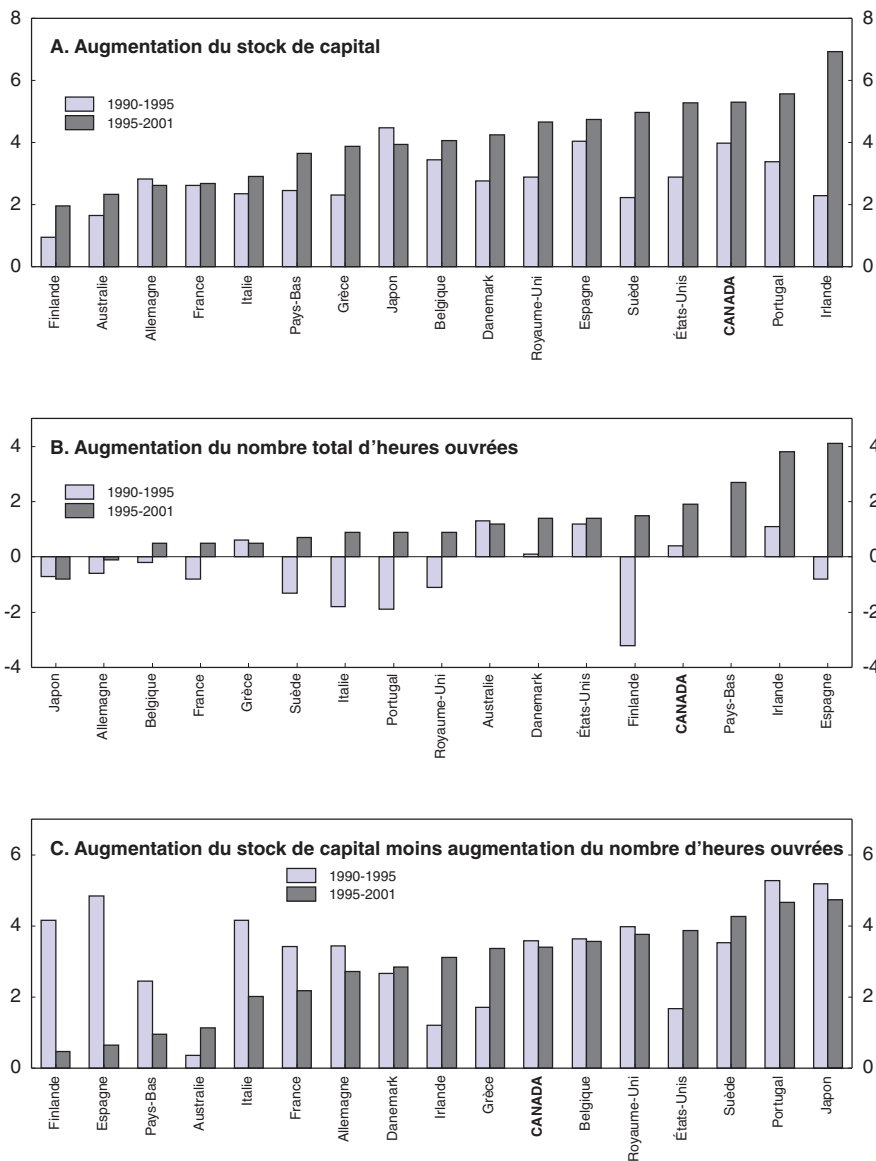 8 8
A. Augmentation du stock de capital
6 6
1990-1995
1995-2001
4 4
2 2
0 0
Finlande
Australie
Allemagne
France
Italie
Pays-Bas
Grèce
Japon
Belgique
Danemark
Royaume-Uni
Espagne
Suède
États-Unis
CANADA
Portugal
Irlande
4 4
B. Augmentation du nombre total d'heures ouvrées
1990-1995
2 2
1995-2001
0 0
-2 -2
-4 -4
Japon
Allemagne
Belgique
France
Grèce
Suède
Italie
Portugal
Royaume-Uni
Australie
Danemark
États-Unis
Finlande
CANADA
Pays-Bas
Irlande
Espagne
6 6
C. Augmentation du stock de capital moins augmentation du nombre d'heures ouvrées
1990-1995
1995-2001
4 4
2 2
0 0
Finlande
Espagne
Pays-Bas
Australie
Italie
France
Allemagne
Danemark
Irlande
Grèce
CANADA
Belgique
Royaume-Uni
États-Unis
Suède
Portugal
Japon